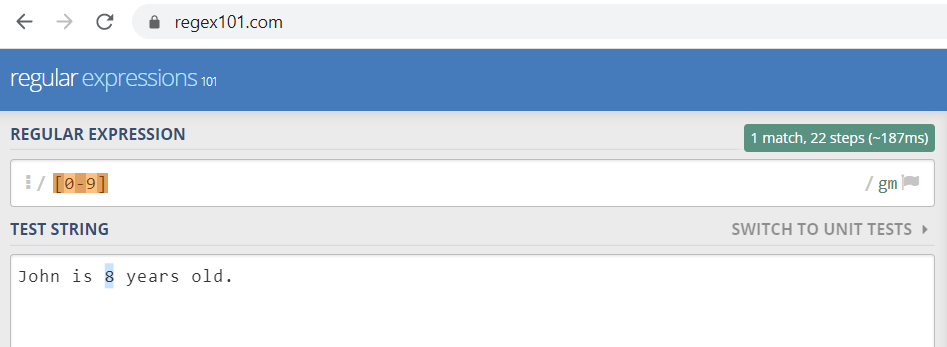 regex101.com
regular expressions 101
REGULAR EXPRESSION
1 match, 22 steps (~187ms)
/ [0-9] / gm
TEST STRING
SWITCH TO UNIT TESTS
John is 8 years old.